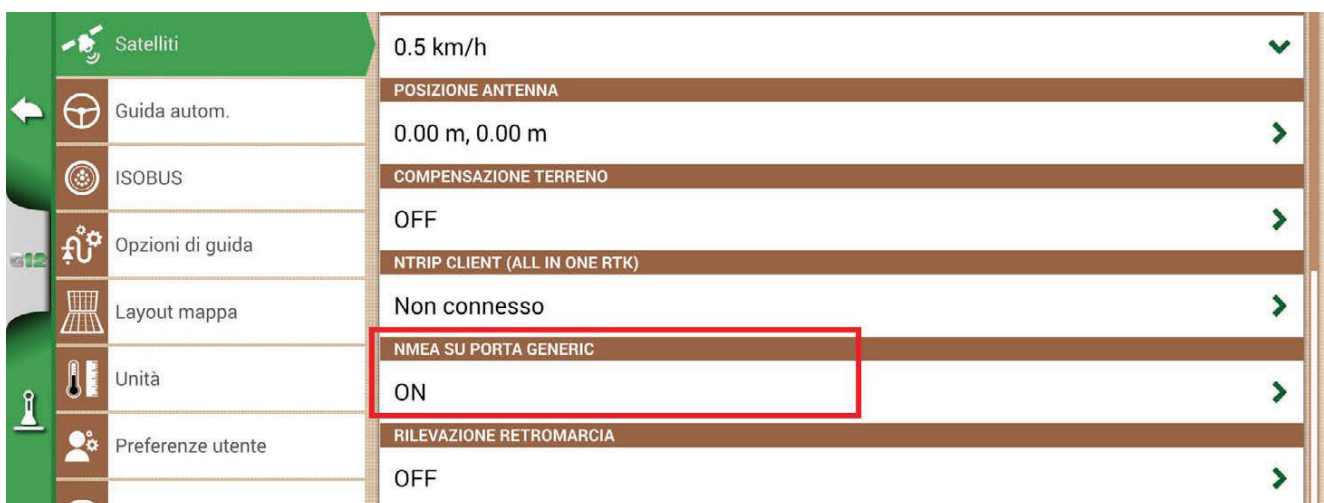 Satelliti
Guida autom.
ISOBUS
Opzioni di guida
G12
Layout mappa
Unità
Preferenze utente
0.5 km/h
POSIZIONE ANTENNA
0.00 m, 0.00 m
COMPENSAZIONE TERRENO
OFF
NTRIP CLIENT (ALL IN ONE RTK)
Non connesso
NMEA SU PORTA GENERIC
ON
RILEVAZIONE RETROMARCIA
OFF